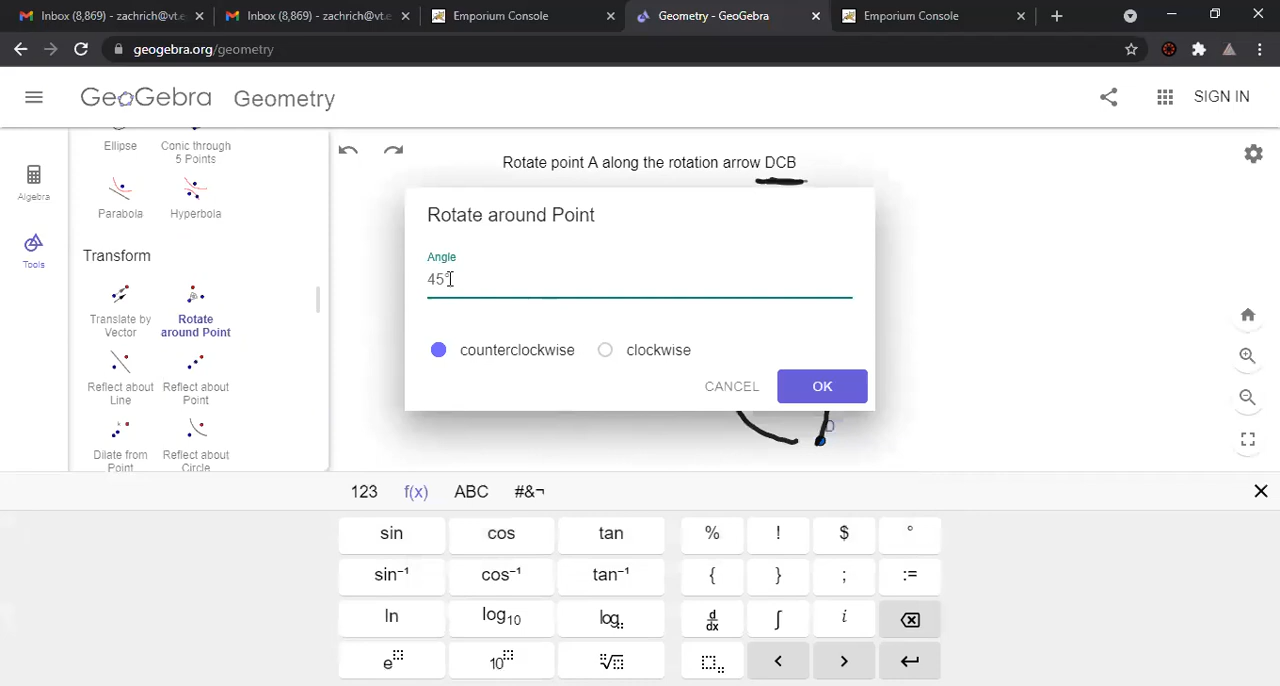 Inbox (8,869) - zachrich@vt.e
Inbox (8,869) - zachrich@vt.e
Emporium Console
Geometry - GeoGebra
Emporium Console
geogebra.org/geometry
GeoGebra Geometry
SIGN IN
Algebra
Tools
Ellipse
Conic through
5 Points
Parabola
Hyperbola
Transform
Translate by
Vector
Rotate
around Point
Reflect about
Line
Reflect about
Point
Dilate from
Point
Reflect about
Circle
Rotate point A along the rotation arrow DCB
Rotate around Point
Angle
45°
counterclockwise
clockwise
CANCEL
OK
D
123 f(x) ABC #&¬
sin cos tan % ! $ °
sin⁻¹ cos⁻¹ tan⁻¹ { } ; :=
ln log₁₀ log d/dx ∫ i
e 10 √ < >